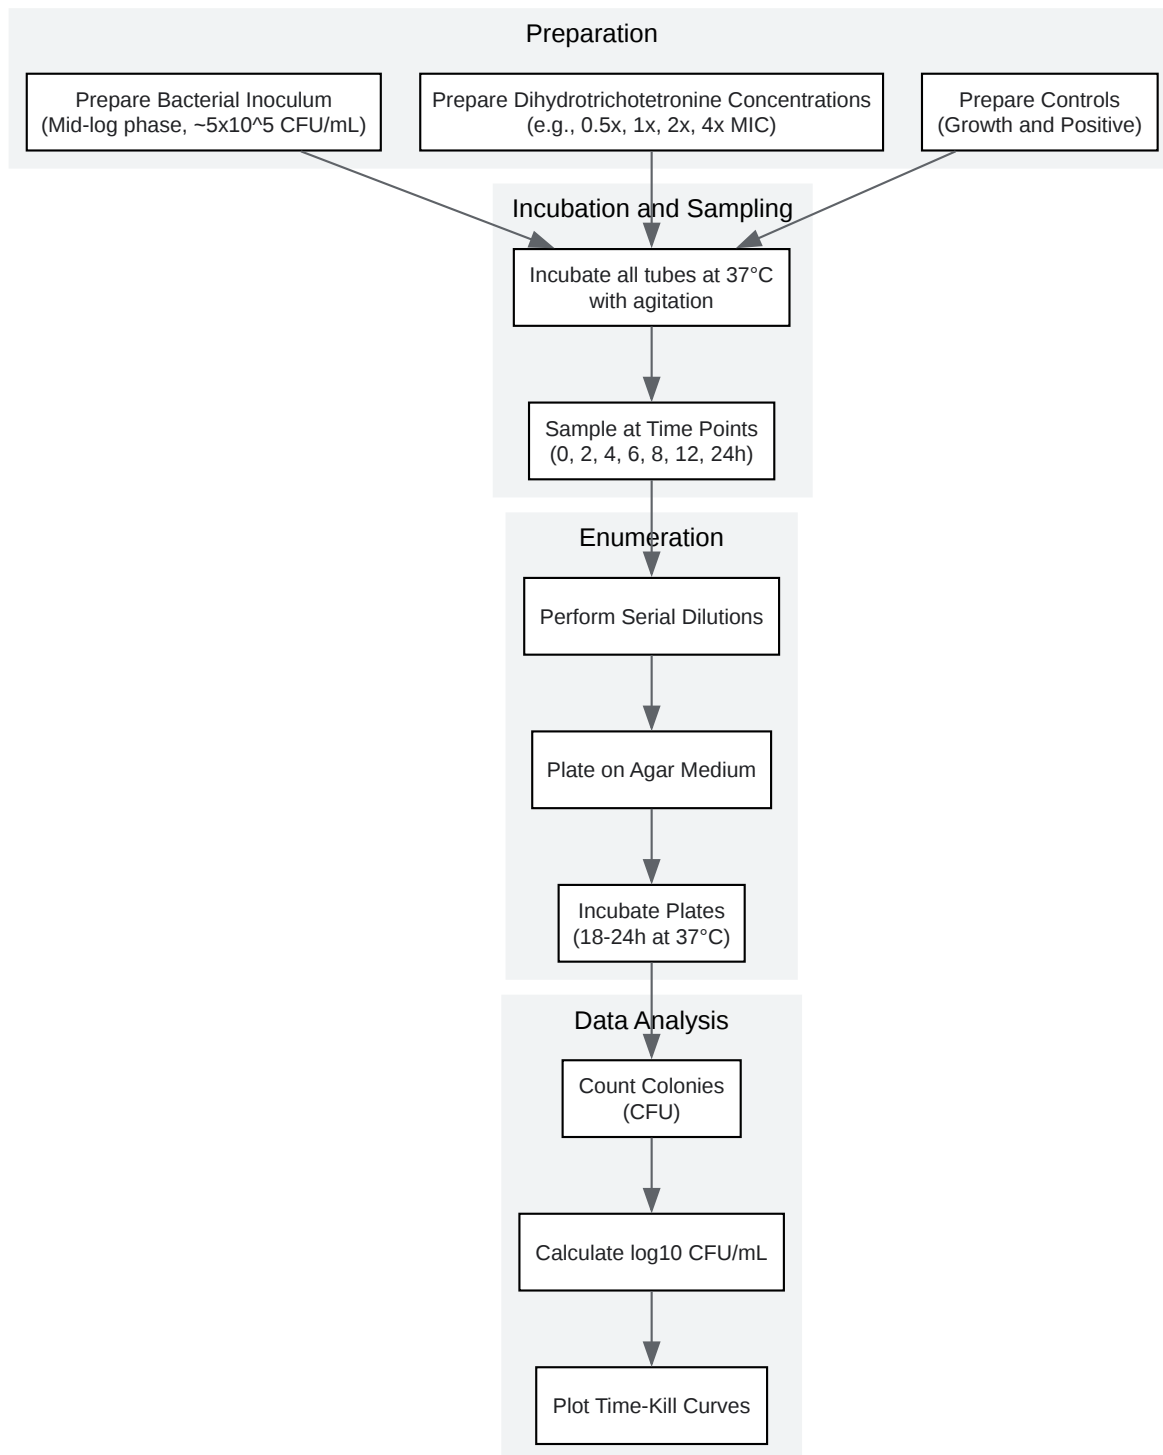 Preparation
Prepare Bacterial Inoculum
(Mid-log phase, ~5x10^5 CFU/mL)
Prepare Dihydrotrichotetronine Concentrations
(e.g., 0.5x, 1x, 2x, 4x MIC)
Prepare Controls
(Growth and Positive)
Incubation and Sampling
Incubate all tubes at 37°C
with agitation
Sample at Time Points
(0, 2, 4, 6, 8, 12, 24h)
Enumeration
Perform Serial Dilutions
Plate on Agar Medium
Incubate Plates
(18-24h at 37°C)
Data Analysis
Count Colonies
(CFU)
Calculate log10 CFU/mL
Plot Time-Kill Curves